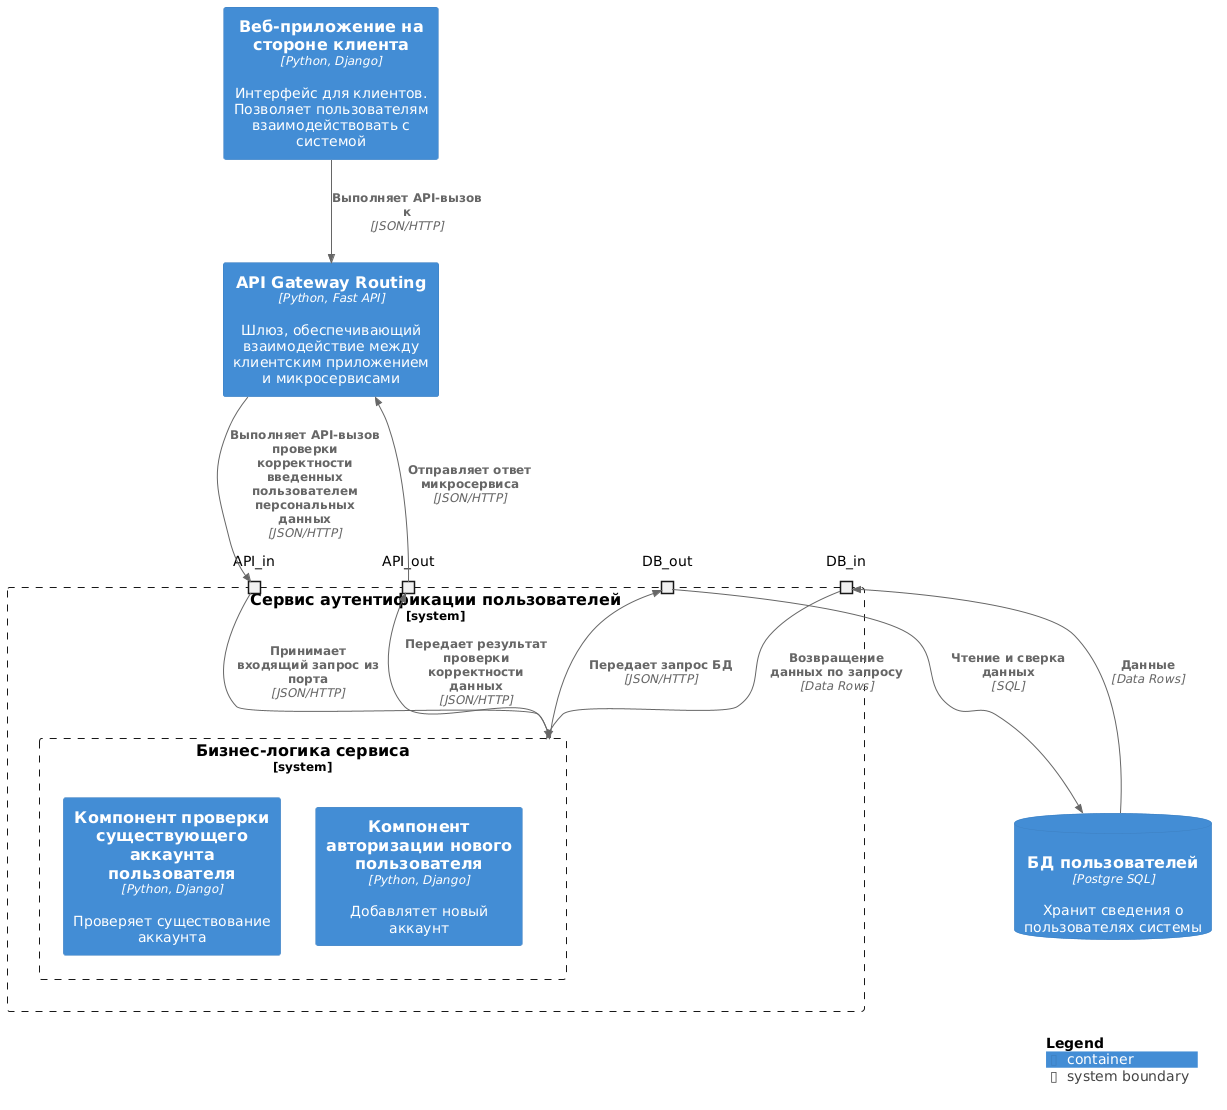 Веб-приложение на
стороне клиента
[Python, Django]
Интерфейс для клиентов.
Позволяет пользователям
взаимодействовать с
системой
Выполняет API-вызов
к
[JSON/HTTP]
API Gateway Routing
[Python, Fast API]
Шлюз, обеспечивающий
взаимодействие между
клиентским приложением
и микросервисами
Выполняет API-вызов
проверки
корректности
введенных
пользователем
персональных
данных
[JSON/HTTP]
Отправляет ответ
микросервиса
[JSON/HTTP]
API_in
API_out
DB_out
DB_in
Сервис аутентификации пользователей
[system]
Принимает
входящий запрос из
порта
[JSON/HTTP]
Передает результат
проверки
корректности
данных
[JSON/HTTP]
Передает запрос БД
[JSON/HTTP]
Возвращение
данных по запросу
[Data Rows]
Чтение и сверка
данных
[SQL]
Данные
[Data Rows]
Бизнес-логика сервиса
[system]
Компонент проверки
существующего
аккаунта
пользователя
[Python, Django]
Проверяет существование
аккаунта
Компонент
авторизации нового
пользователя
[Python, Django]
Добавлятет новый
аккаунт
БД пользователей
[Postgre SQL]
Хранит сведения о
пользователях системы
Legend
container
system boundary